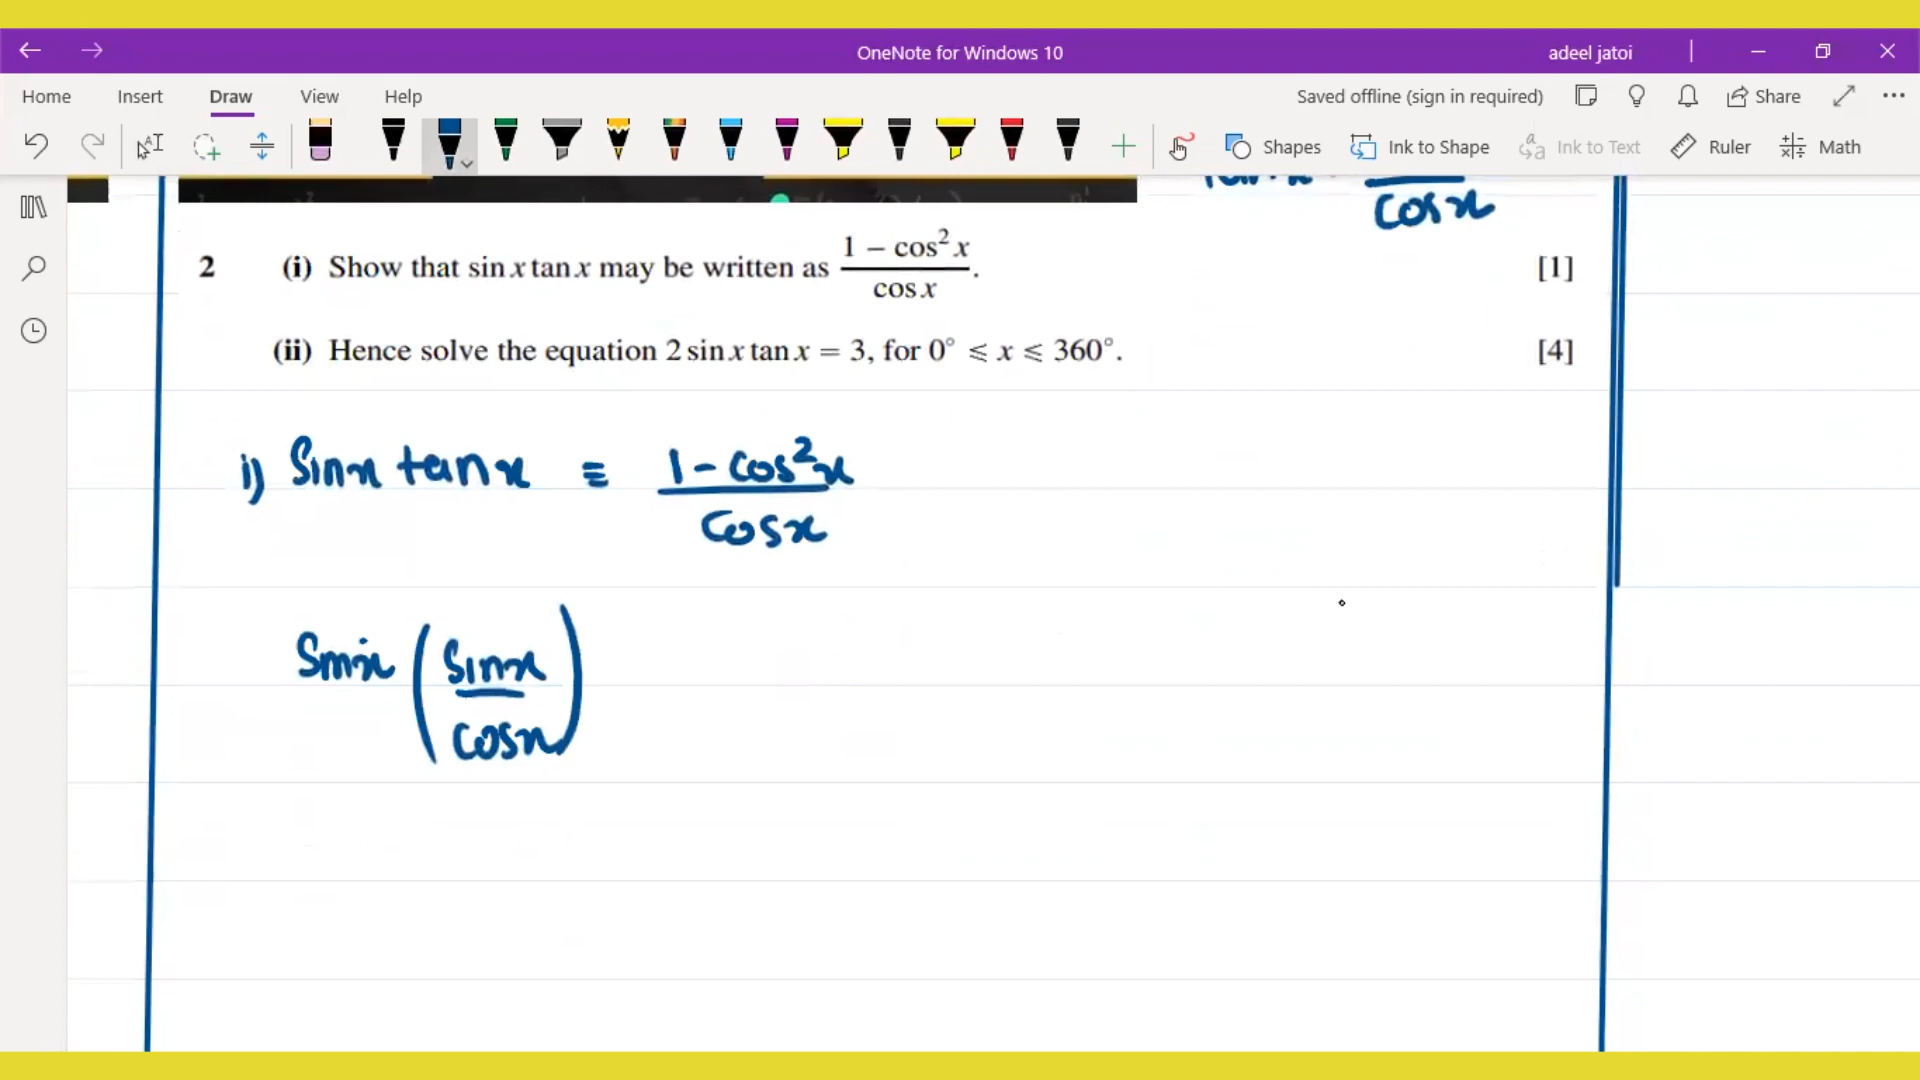 OneNote for Windows 10
adeel jatoi
Home Insert Draw View Help
Saved offline (sign in required) Share
Shapes Ink to Shape Ink to Text Ruler Math
cosx
2 (i) Show that sin x tan x may be written as (1 − cos² x)/(cos x). [1]
(ii) Hence solve the equation 2 sin x tan x = 3, for 0° ⩽ x ⩽ 360°. [4]
i) Sinx tanx ≡ (1 - cos²x)/(cosx)
Sinx (sinx/cosx)